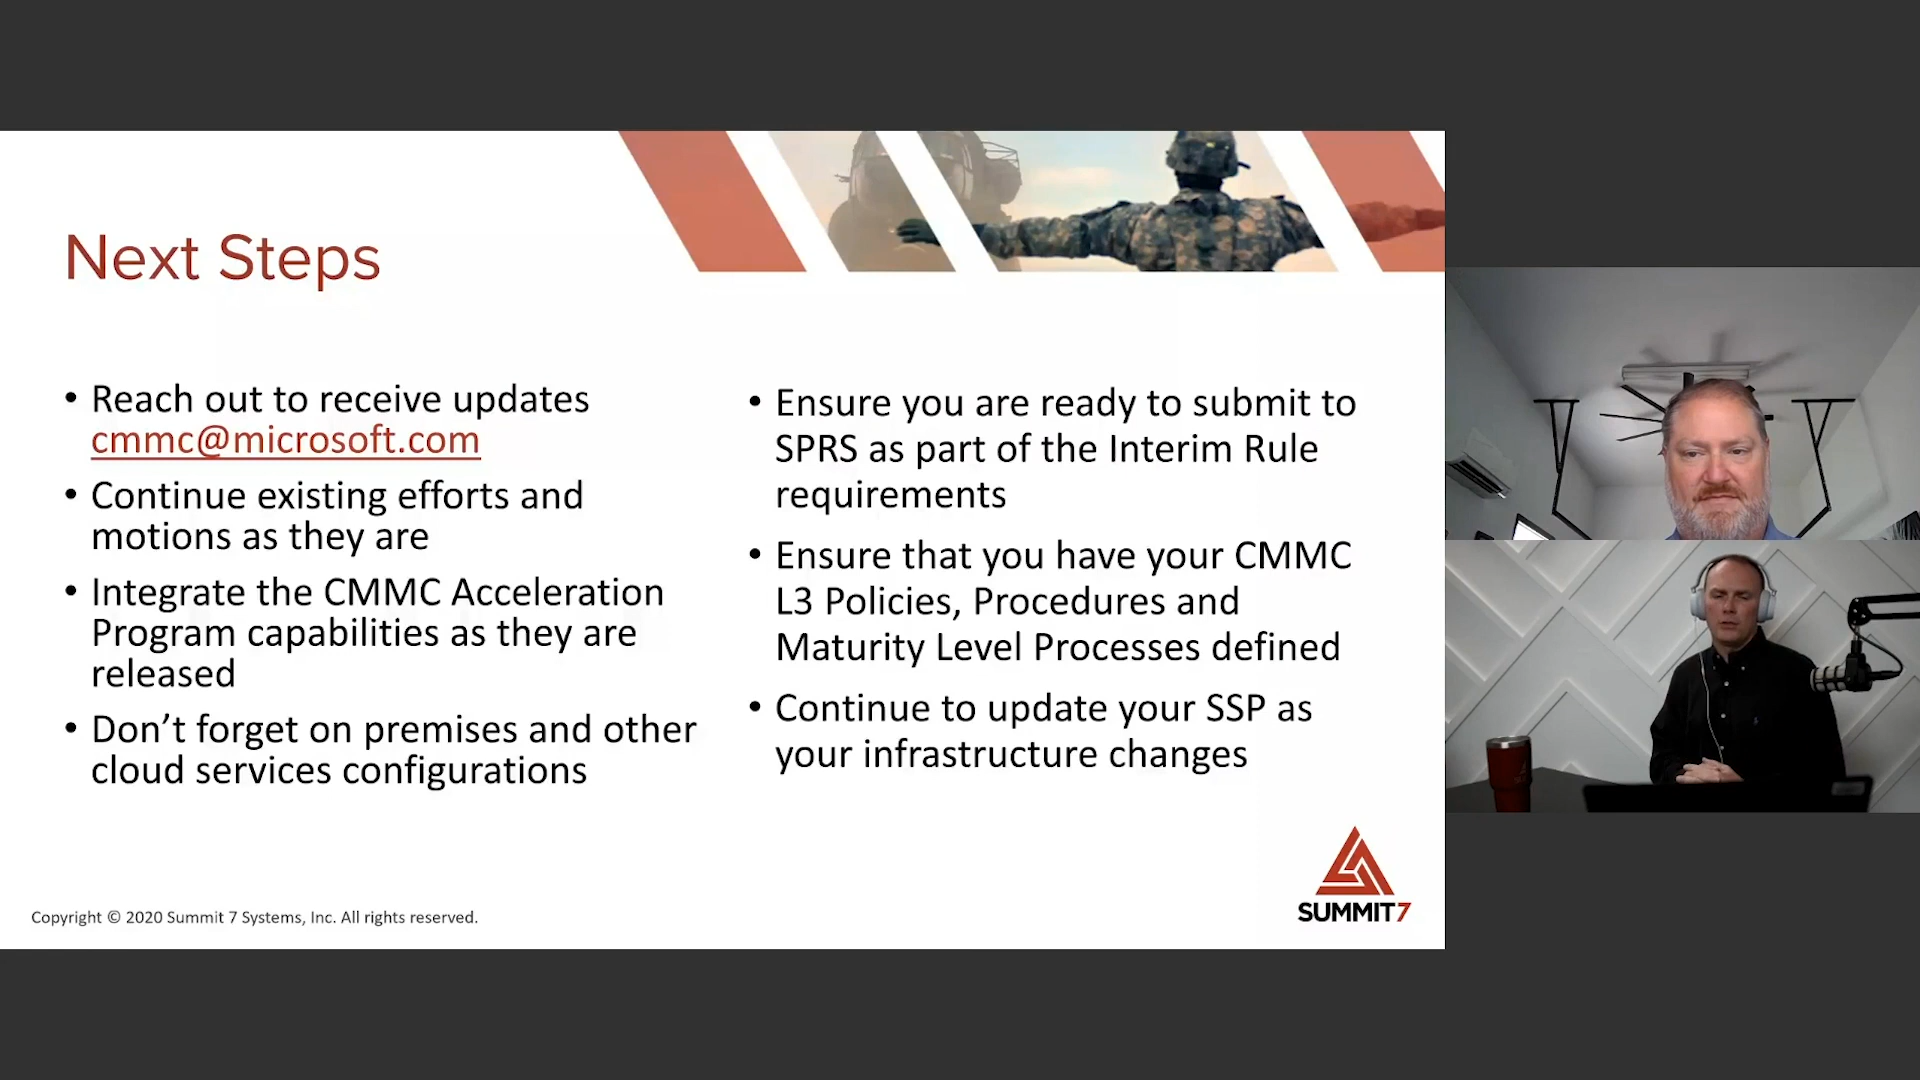 Next Steps
• Reach out to receive updates
cmmc@microsoft.com
• Continue existing efforts and
motions as they are
• Integrate the CMMC Acceleration
Program capabilities as they are
released
• Don’t forget on premises and other
cloud services configurations
• Ensure you are ready to submit to
SPRS as part of the Interim Rule
requirements
• Ensure that you have your CMMC
L3 Policies, Procedures and
Maturity Level Processes defined
• Continue to update your SSP as
your infrastructure changes
SUMMIT7
Copyright © 2020 Summit 7 Systems, Inc. All rights reserved.